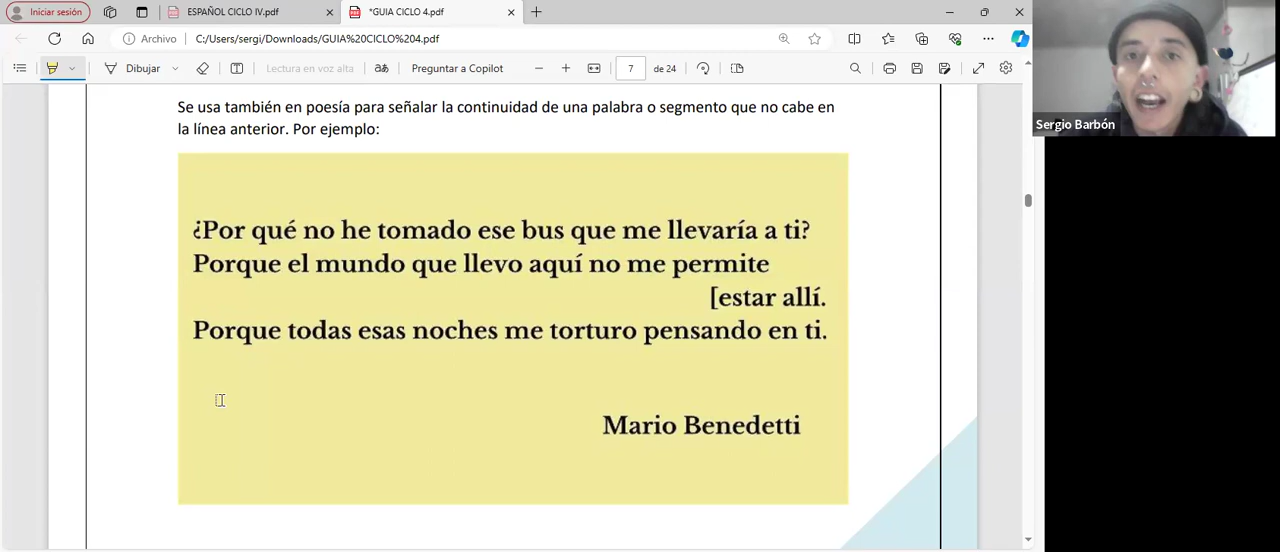 Iniciar sesión
ESPAÑOL CICLO IV.pdf
*GUIA CICLO 4.pdf
Archivo
C:/Users/sergi/Downloads/GUIA%20CICLO%204.pdf
Dibujar
Lectura en voz alta
aあ
Preguntar a Copilot
7
de 24
Sergio Barbón
Se usa también en poesía para señalar la continuidad de una palabra o segmento que no cabe en
la línea anterior. Por ejemplo:
¿Por qué no he tomado ese bus que me llevaría a ti?
Porque el mundo que llevo aquí no me permite
[estar allí.
Porque todas esas noches me torturo pensando en ti.
Mario Benedetti